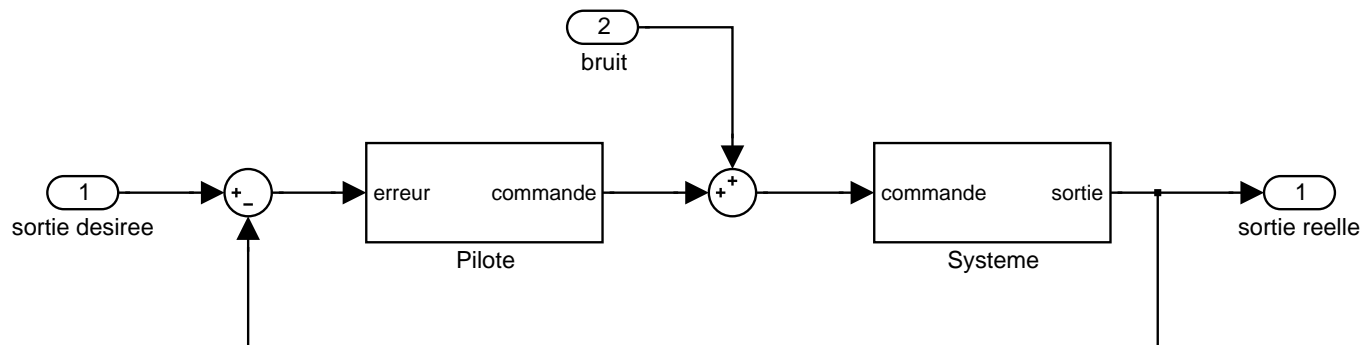 2
bruit
1
sortie desiree
+
−
erreur
commande
Pilote
+
+
commande
sortie
Systeme
1
sortie reelle